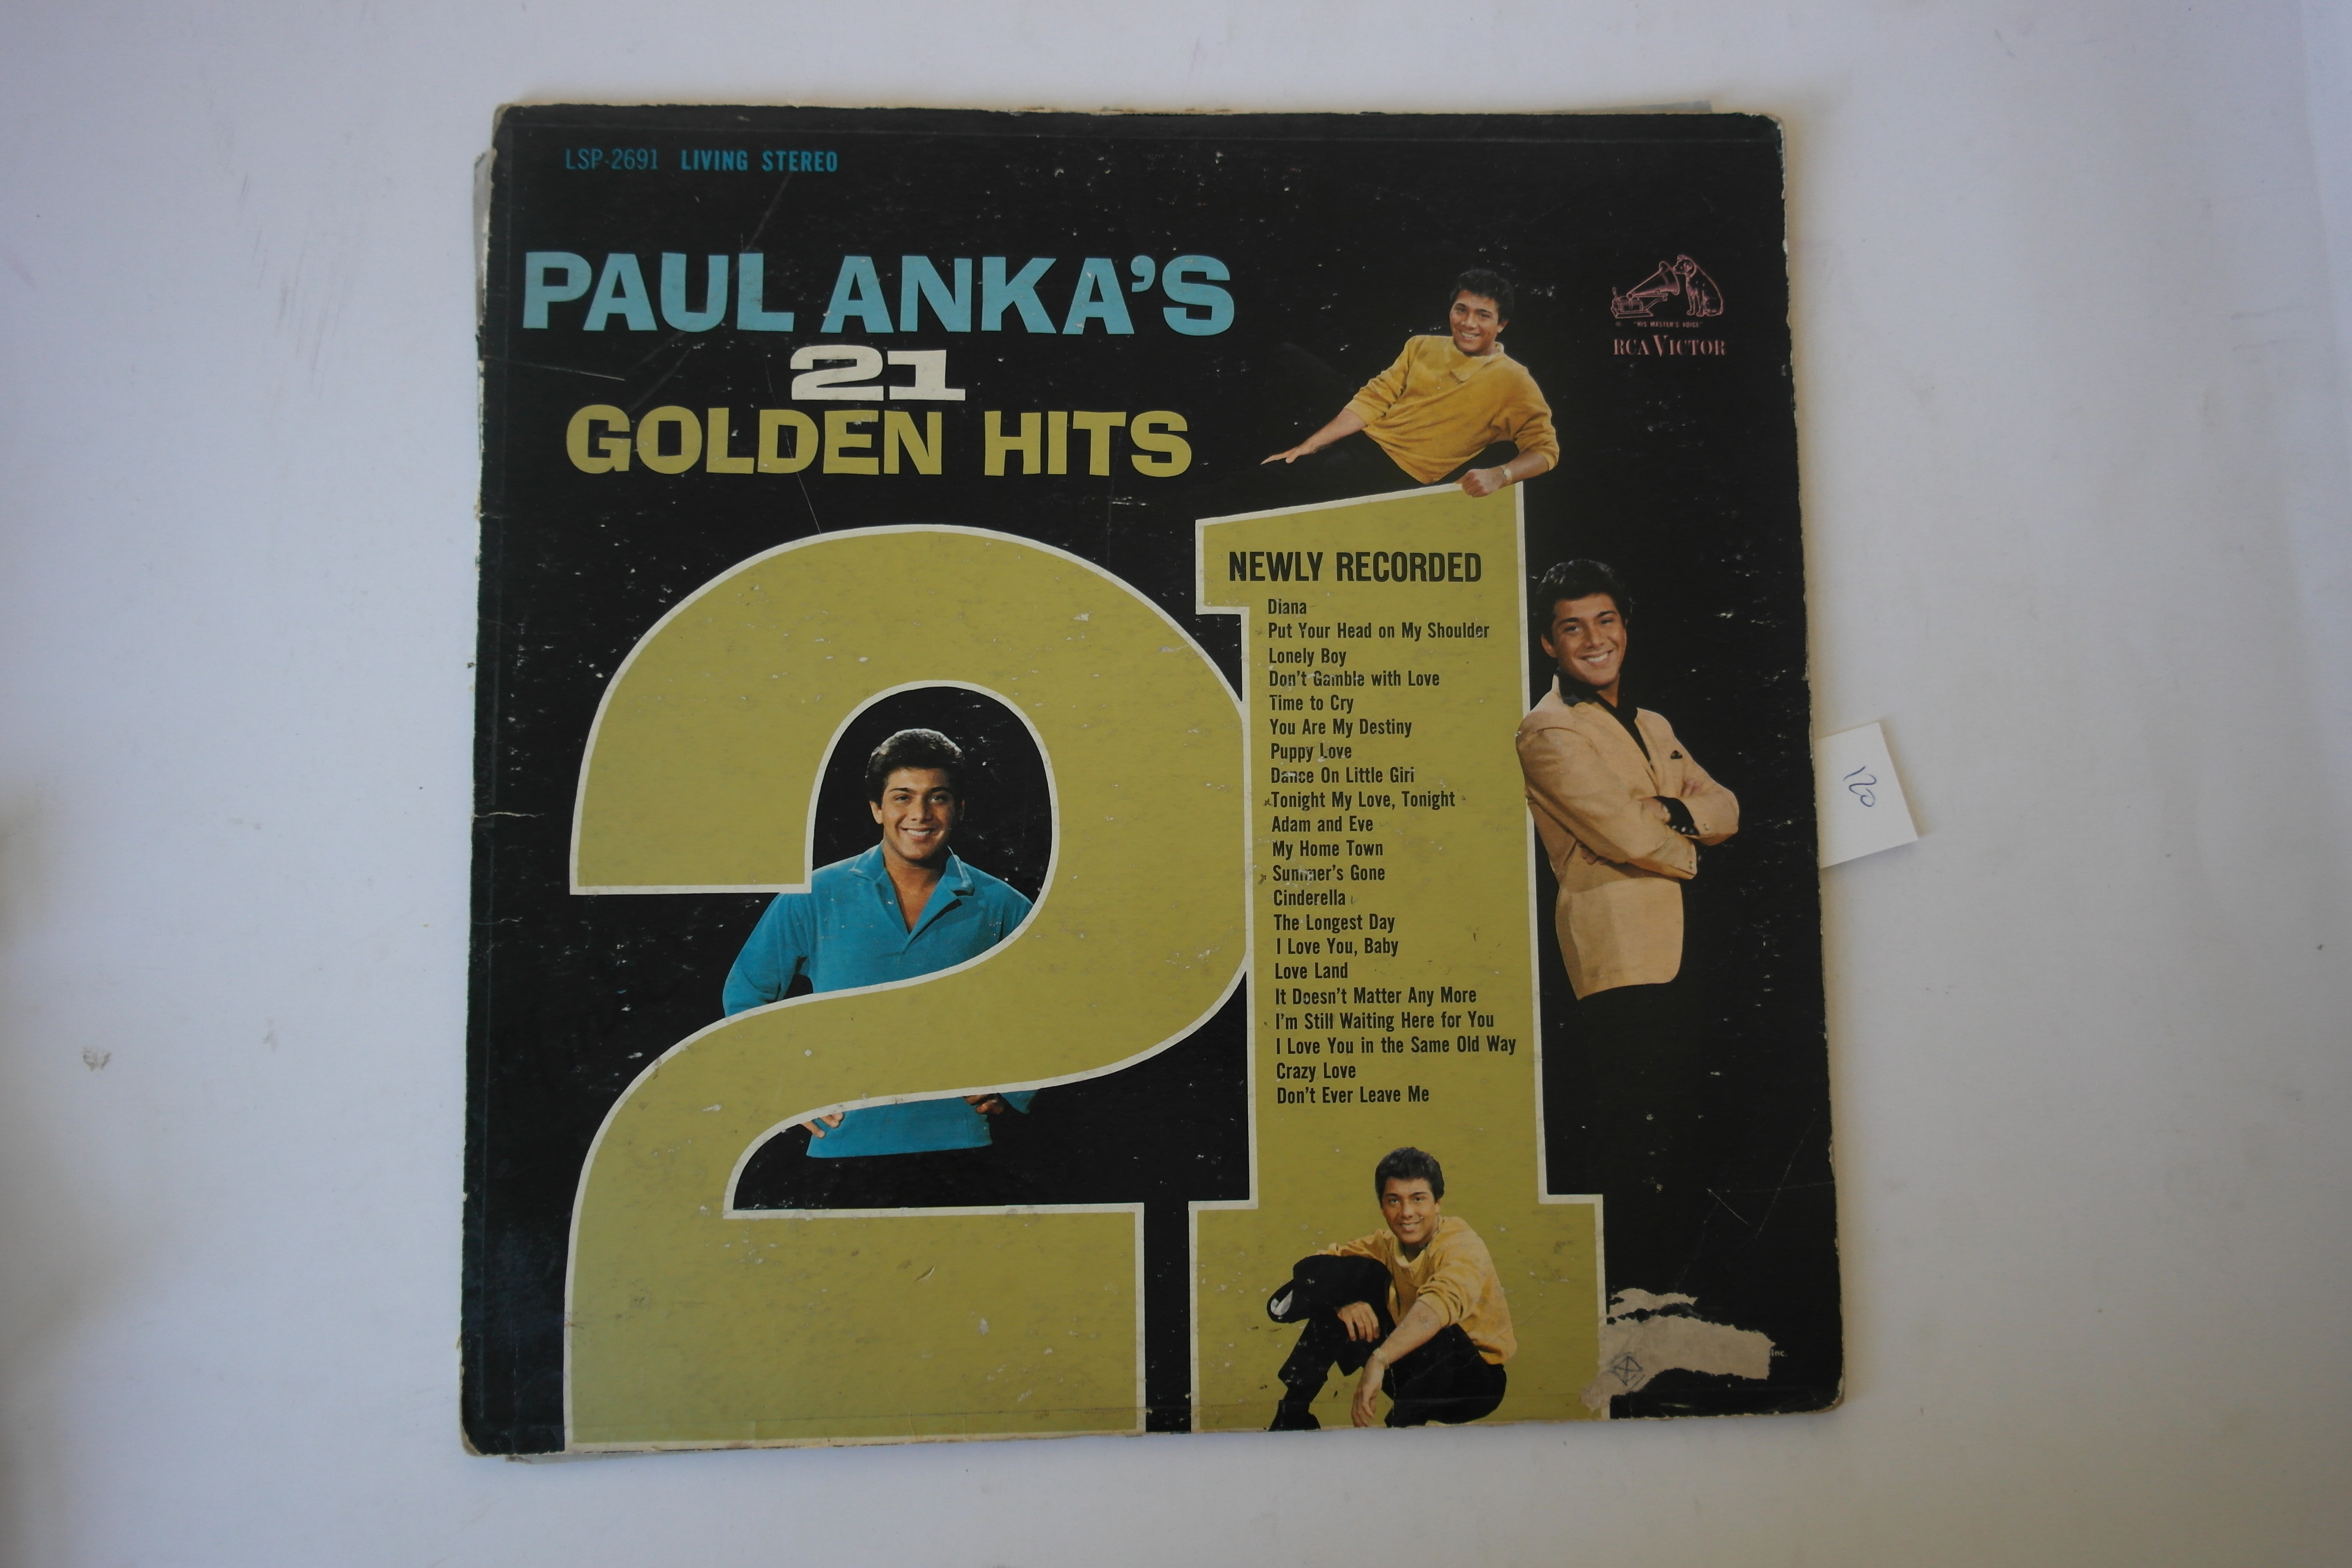 LSP-2691 LIVING STEREO
PAUL ANKA'S
21
GOLDEN HITS
"HIS MASTER'S VOICE"
RCA VICTOR
21
NEWLY RECORDED
Diana
Put Your Head on My Shoulder
Lonely Boy
Don't Gamble with Love
Time to Cry
You Are My Destiny
Puppy Love
Dance On Little Girl
Tonight My Love, Tonight
Adam and Eve
My Home Town
Summer's Gone
Cinderella
The Longest Day
I Love You, Baby
Love Land
It Doesn't Matter Any More
I'm Still Waiting Here for You
I Love You in the Same Old Way
Crazy Love
Don't Ever Leave Me
Inc.
120